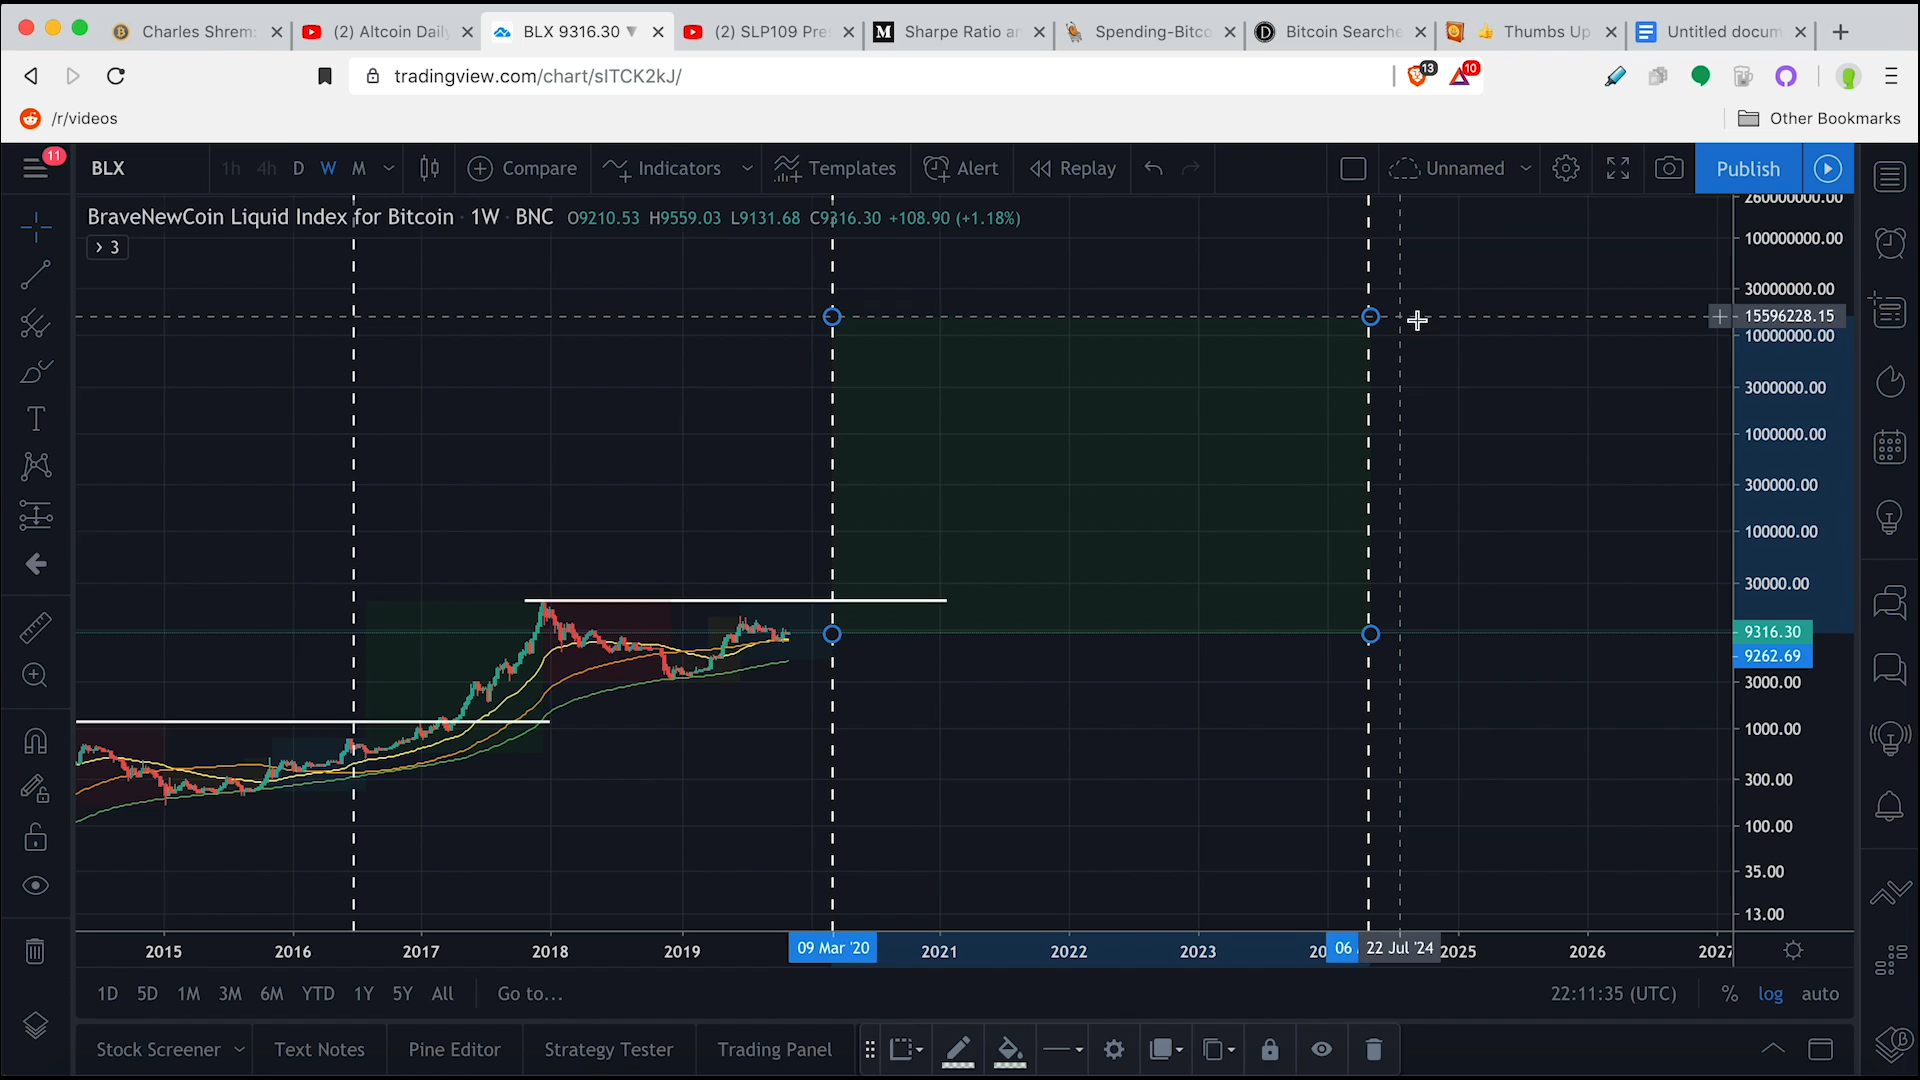 Charles Shrem:
(2) Altcoin Daily
BLX 9316.30 ▼
(2) SLP109 Pre
Sharpe Ratio a
Spending-Bitco
Bitcoin Searche
Thumbs Up
Untitled docum
tradingview.com/chart/sITCK2kJ/
13
10
/r/videos
Other Bookmarks
11
BLX
1h 4h D W M
Compare
Indicators
Templates
Alert
Replay
Unnamed
Publish
BraveNewCoin Liquid Index for Bitcoin · 1W · BNC O9210.53 H9559.03 L9131.68 C9316.30 +108.90 (+1.18%)
3
260000000.00
100000000.00
30000000.00
15596228.15
10000000.00
3000000.00
1000000.00
300000.00
100000.00
30000.00
9316.30
9262.69
3000.00
1000.00
300.00
100.00
35.00
13.00
2015 2016 2017 2018 2019 09 Mar '20 2021 2022 2023 20 06 22 Jul '24 2025 2026 2027
1D 5D 1M 3M 6M YTD 1Y 5Y All Go to... 22:11:35 (UTC) % log auto
Stock Screener Text Notes Pine Editor Strategy Tester Trading Panel